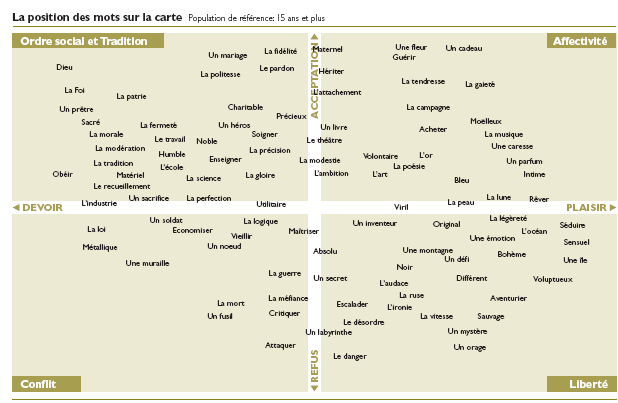 La position des mots sur la carte Population de référence: 15 ans et plus
Ordre social et Tradition
Affectivité
ACCEPTATION
Un mariage
La fidélité
Maternel
Une fleur
Un cadeau
Guérir
Dieu
La politesse
Le pardon
Hériter
La Foi
La patrie
L'attachement
La tendresse
La gaieté
Un prêtre
Charitable
Précieux
La campagne
Sacré
La fermeté
Un héros
Un livre
Acheter
Moëlleux
La morale
Le travail
Noble
Soigner
Le théâtre
La musique
La modération
Humble
Enseigner
La précision
La modestie
Volontaire
L'or
Une caresse
La tradition
L'école
La poésie
Un parfum
Obéir
Matériel
La science
La gloire
L'ambition
L'art
Bleu
Intime
Le recueillement
L'industrie
Un sacrifice
La perfection
Utilitaire
La peau
La lune
Rêver
DEVOIR
Viril
PLAISIR
Un soldat
La logique
Un inventeur
Original
La légèreté
Séduire
La loi
Economiser
Vieillir
Maîtriser
L'océan
Métallique
Un noeud
Absolu
Une montagne
Une émotion
Sensuel
Une muraille
Un défi
Bohème
Une île
La guerre
Un secret
Noir
L'audace
Différent
Voluptueux
La mort
La méfiance
Escalader
La ruse
Aventurier
Un fusil
Critiquer
L'ironie
Le désordre
La vitesse
Sauvage
Un labyrinthe
Un mystère
Attaquer
Le danger
Un orage
REFUS
Conflit
Liberté